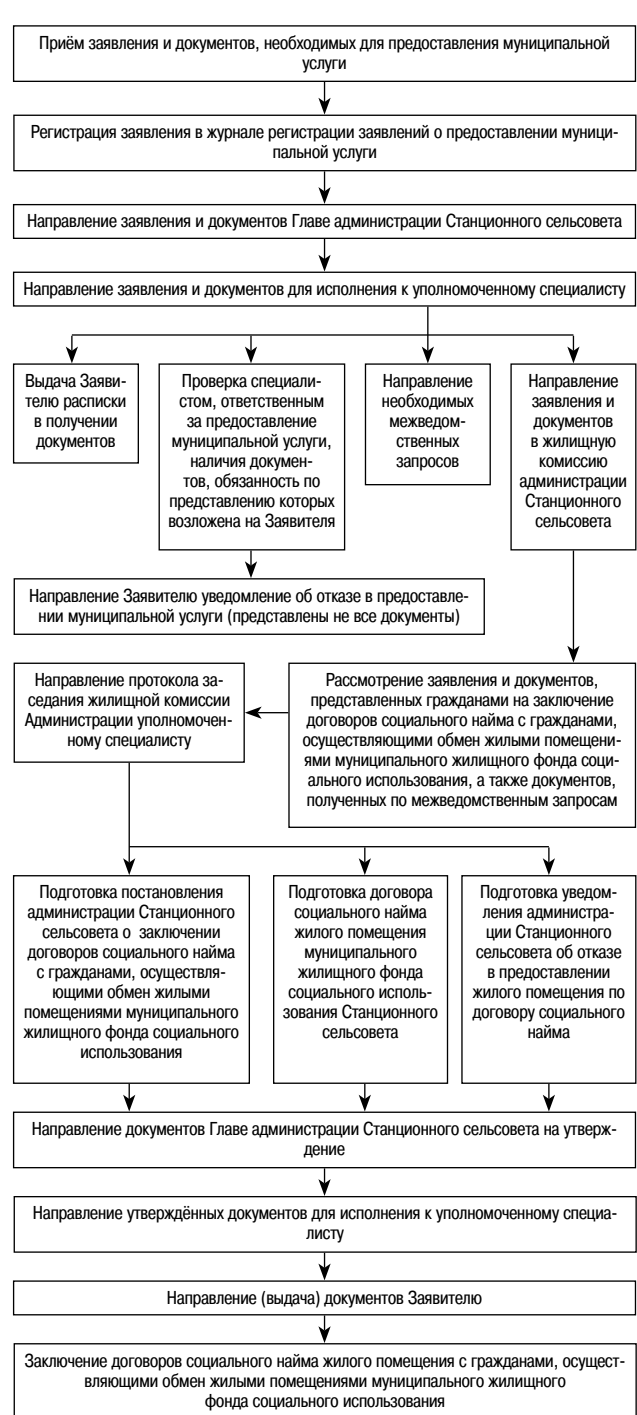 Приём заявления и документов, необходимых для предоставления муниципальной
услуги
Регистрация заявления в журнале регистрации заявлений о предоставлении муници-
пальной услуги
Направление заявления и документов Главе администрации Станционного сельсовета
Направление заявления и документов для исполнения к уполномоченному специалисту
Выдача Заяви-
телю расписки
в получении
документов
Проверка специали-
стом, ответственным
за предоставление
муниципальной услуги,
наличия докумен-
тов, обязанность по
представлению которых
возложена на Заявителя
Направление
необходимых
межведом-
ственных
запросов
Направление
заявления и
документов
в жилищную
комиссию
администрации
Станционного
сельсовета
Направление Заявителю уведомление об отказе в предоставле-
нии муниципальной услуги (представлены не все документы)
Направление протокола за-
седания жилищной комиссии
Администрации уполномочен-
ному специалисту
Рассмотрение заявления и документов,
представленных гражданами на заключение
договоров социального найма с гражданами,
осуществляющими обмен жилыми помещени-
ями муниципального жилищного фонда соци-
ального использования, а также документов,
полученных по межведомственным запросам
Подготовка постановления
администрации Станционного
сельсовета о заключении
договоров социального найма
с гражданами, осуществля-
ющими обмен жилыми
помещениями муниципального
жилищного фонда социального
использования
Подготовка договора
социального найма
жилого помещения
муниципального
жилищного фонда
социального исполь-
зования Станционного
сельсовета
Подготовка уведом-
ления администра-
ции Станционного
сельсовета об отказе
в предоставлении
жилого помещения по
договору социального
найма
Направление документов Главе администрации Станционного сельсовета на утверж-
дение
Направление утверждённых документов для исполнения к уполномоченному специа-
листу
Направление (выдача) документов Заявителю
Заключение договоров социального найма жилого помещения с гражданами, осущест-
вляющими обмен жилыми помещениями муниципального жилищного
фонда социального использования